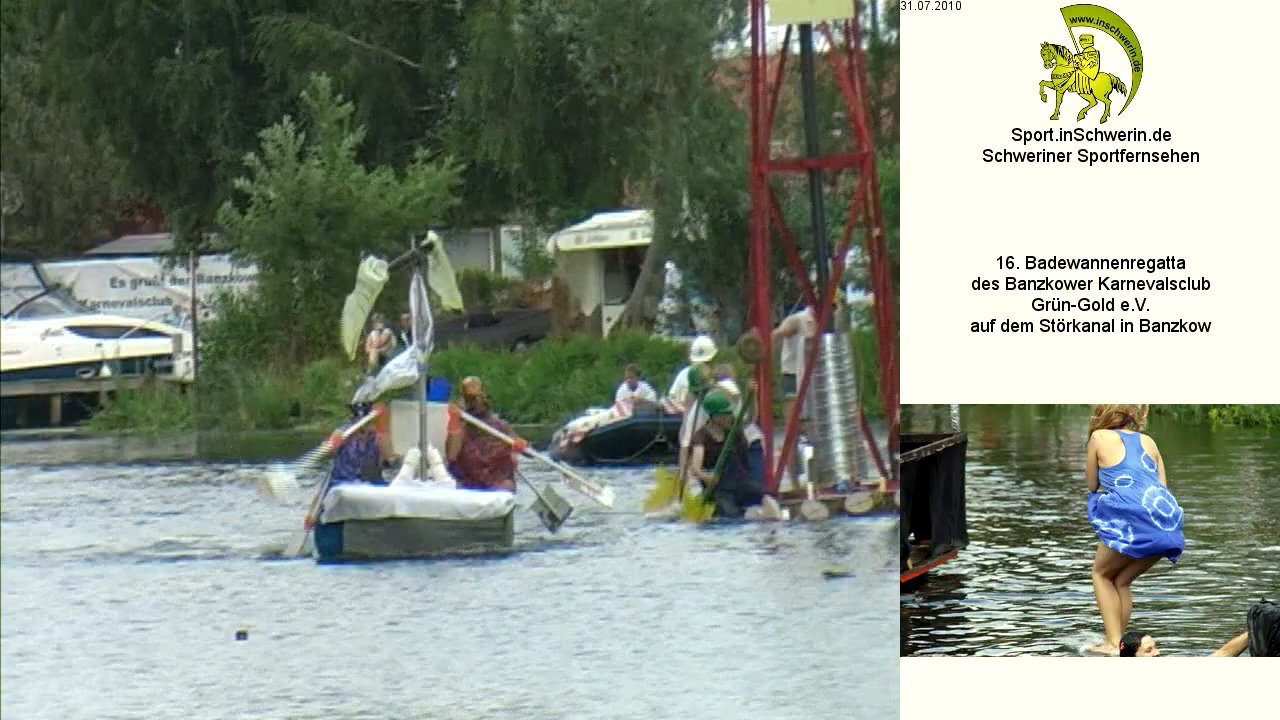 31.07.2010
www.inschwerin.de
Sport.inSchwerin.de
Schweriner Sportfernsehen
16. Badewannenregatta
des Banzkower Karnevalsclub
Grün-Gold e.V.
auf dem Störkanal in Banzkow
Es grüßt der Banzkower
Karnevalsclub